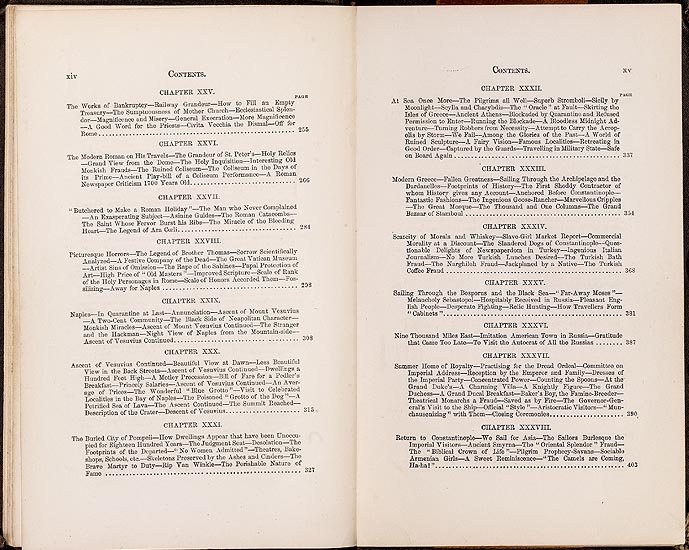 xiv CONTENTS.
CHAPTER XXV.
PAGE
The Works of Bankruptcy—Railway Grandeur—How to Fill an Empty
Treasury—The Sumptuousness of Mother Church—Ecclesiastical Splen-
dor—Magnificence and Misery—General Execration—More Magnificence
—A Good Word for the Priests—Civita Vecchia the Dismal—Off for
Rome 255
CHAPTER XXVI.
The Modern Roman on His Travels—The Grandeur of St. Peter's—Holy Relics
—Grand View from the Dome—The Holy Inquisition—Interesting Old
Monkish Frauds—The Ruined Coliseum—The Coliseum in the Days of
its Prime—Ancient Play-bill of a Coliseum Performance—A Roman
Newspaper Criticism 1700 Years Old 266
CHAPTER XXVII.
"Butchered to Make a Roman Holiday"—The Man who Never Complained
—An Exasperating Subject—Asinine Guides—The Roman Catacombs—
The Saint Whose Fervor Burst his Ribs—The Miracle of the Bleeding
Heart—The Legend of Ara Cœli 284
CHAPTER XXVIII.
Picturesque Horrors—The Legend of Brother Thomas—Sorrow Scientifically
Analyzed—A Festive Company of the Dead—The Great Vatican Museum
—Artist Sins of Omission—The Rape of the Sabines—Papal Protection of
Art—High Price of "Old Masters"—Improved Scripture—Scale of Rank
of the Holy Personages in Rome—Scale of Honors Accorded Them—Fos-
silizing—Away for Naples 298
CHAPTER XXIX.
Naples—In Quarantine at Last—Annunciation—Ascent of Mount Vesuvius
—A Two-Cent Community—The Black Side of Neapolitan Character—
Monkish Miracles—Ascent of Mount Vesuvius Continued—The Stranger
and the Hackman—Night View of Naples from the Mountain-side—
Ascent of Vesuvius Continued 308
CHAPTER XXX.
Ascent of Vesuvius Continued—Beautiful View at Dawn—Less Beautiful
View in the Back Streets—Ascent of Vesuvius Continued—Dwellings a
Hundred Feet High—A Motley Procession—Bill of Fare for a Pedler's
Breakfast—Princely Salaries—Ascent of Vesuvius Continued—An Aver-
age of Prices—The Wonderful "Blue Grotto"—Visit to Celebrated
Localities in the Bay of Naples—The Poisoned "Grotto of the Dog"—A
Petrified Sea of Lava—The Ascent Continued—The Summit Reached—
Description of the Crater—Descent of Vesuvius 315
CHAPTER XXXI.
The Buried City of Pompeii—How Dwellings Appear that have been Unoccu-
pied for Eighteen Hundred Years—The Judgment Seat—Desolation—The
Footprints of the Departed—"No Women Admitted"—Theatres, Bake-
shops, Schools, etc.—Skeletons Preserved by the Ashes and Cinders—The
Brave Martyr to Duty—Rip Van Winkle—The Perishable Nature of
Fame 327
CONTENTS. xv
CHAPTER XXXII.
PAGE
At Sea Once More—The Pilgrims all Well—Superb Stromboli—Sicily by
Moonlight—Scylla and Charybdis—The "Oracle" at Fault—Skirting the
Isles of Greece—Ancient Athens—Blockaded by Quarantine and Refused
Permission to Enter—Running the Blockade—A Bloodless Midnight Ad-
venture—Turning Robbers from Necessity—Attempt to Carry the Acrop-
olis by Storm—We Fail—Among the Glories of the Past—A World of
Ruined Sculpture—A Fairy Vision—Famous Localities—Retreating in
Good Order—Captured by the Guards—Travelling in Military State—Safe
on Board Again 337
CHAPTER XXXIII.
Modern Greece—Fallen Greatness—Sailing Through the Archipelago and the
Dardanelles—Footprints of History—The First Shoddy Contractor of
whom History gives any Account—Anchored Before Constantinople—
Fantastic Fashions—The Ingenious Goose-Rancher—Marvellous Cripples
—The Great Mosque—The Thousand and One Columns—The Grand
Bazaar of Stamboul 354
CHAPTER XXXIV.
Scarcity of Morals and Whiskey—Slave-Girl Market Report—Commercial
Morality at a Discount—The Slandered Dogs of Constantinople—Ques-
tionable Delights of Newspaperdom in Turkey—Ingenious Italian
Journalism—No More Turkish Lunches Desired—The Turkish Bath
Fraud—The Narghileh Fraud—Jackplaned by a Native—The Turkish
Coffee Fraud 368
CHAPTER XXXV.
Sailing Through the Bosporus and the Black Sea—"Far-Away Moses"—
Melancholy Sebastopol—Hospitably Received in Russia—Pleasant Eng-
lish People—Desperate Fighting—Relic Hunting—How Travellers Form
"Cabinets" 381
CHAPTER XXXVI.
Nine Thousand Miles East—Imitation American Town in Russia—Gratitude
that Came Too Late—To Visit the Autocrat of All the Russias 387
CHAPTER XXXVII.
Summer Home of Royalty—Practising for the Dread Ordeal—Committee on
Imperial Address—Reception by the Emperor and Family—Dresses of
the Imperial Party—Concentrated Power—Counting the Spoons—At the
Grand Duke's—A Charming Villa—A Knightly Figure—The Grand
Duchess—A Grand Ducal Breakfast—Baker's Boy, the Famine-Breeder—
Theatrical Monarchs a Fraud—Saved as by Fire—The Governor-Gen-
eral's Visit to the Ship—Official "Style"—Aristocratic Visitors—"Mun-
chausenizing" with Them—Closing Ceremonies 390
CHAPTER XXXVIII.
Return to Constantinople—We Sail for Asia—The Sailors Burlesque the
Imperial Visitors—Ancient Smyrna—The "Oriental Splendor" Fraud—
The "Biblical Crown of Life"—Pilgrim Prophecy-Savans—Sociable
Armenian Girls—A Sweet Reminiscence—"The Camels are Coming,
Ha-ha!" 403